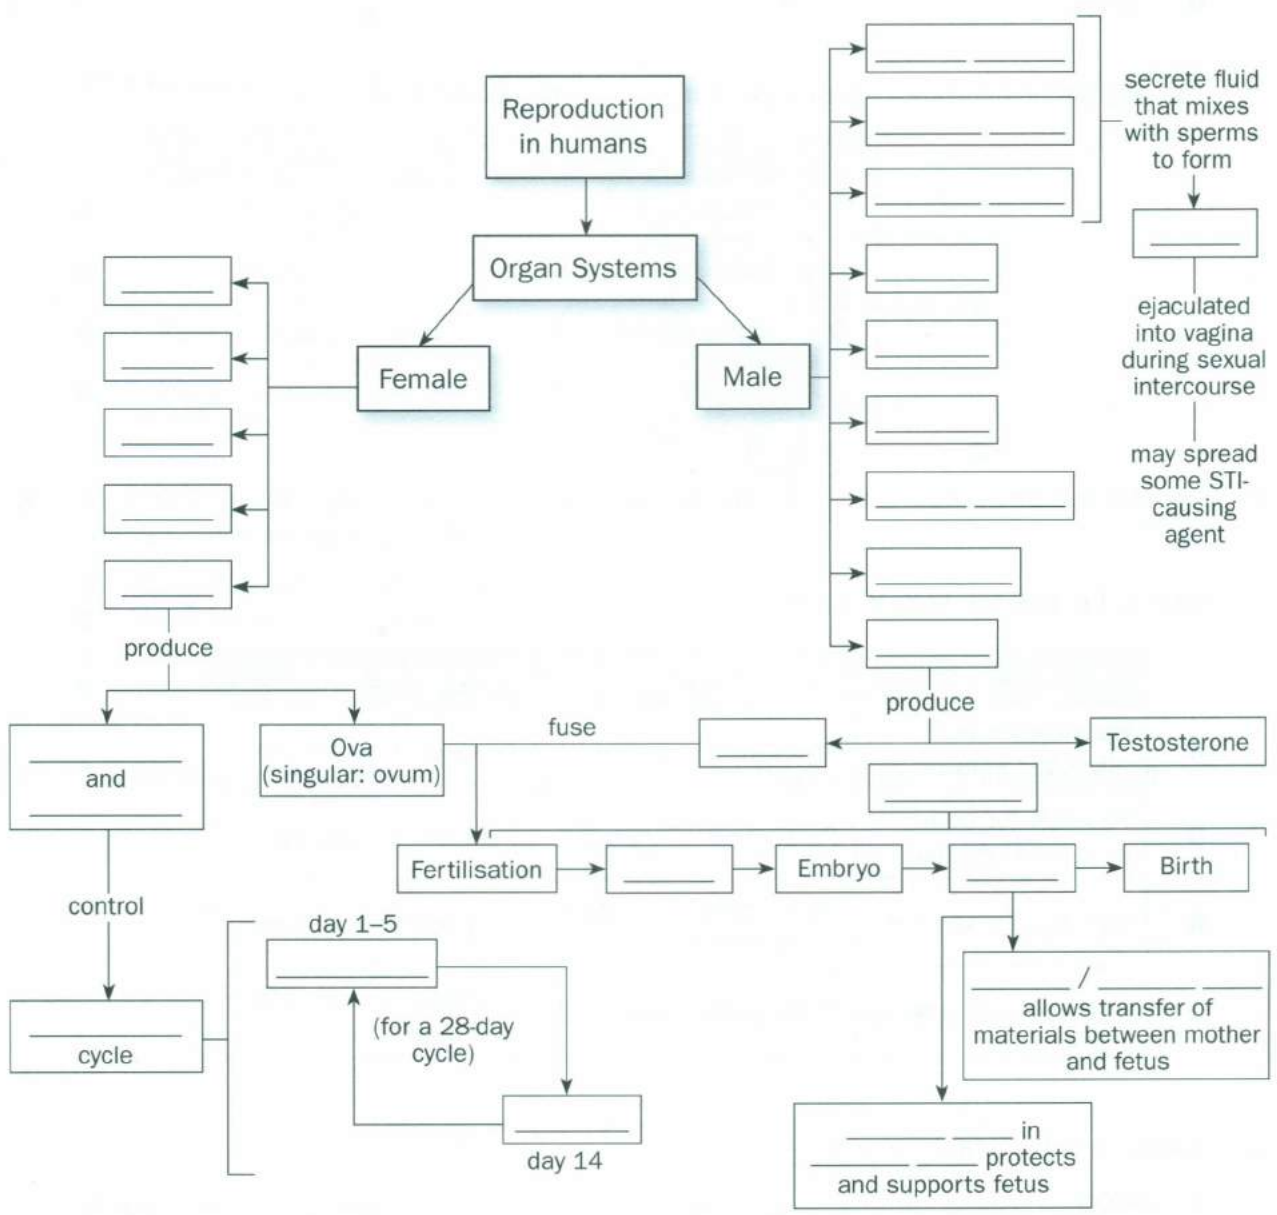 Reproduction
in humans
Organ Systems
Female
Male
secrete fluid
that mixes
with sperms
to form
ejaculated
into vagina
during sexual
intercourse
may spread
some STI-
causing
agent
produce
and
Ova
(singular: ovum)
fuse
produce
Testosterone
Fertilisation
Embryo
Birth
control
cycle
day 1–5
(for a 28-day
cycle)
day 14
/
allows transfer of
materials between mother
and fetus
in
protects
and supports fetus